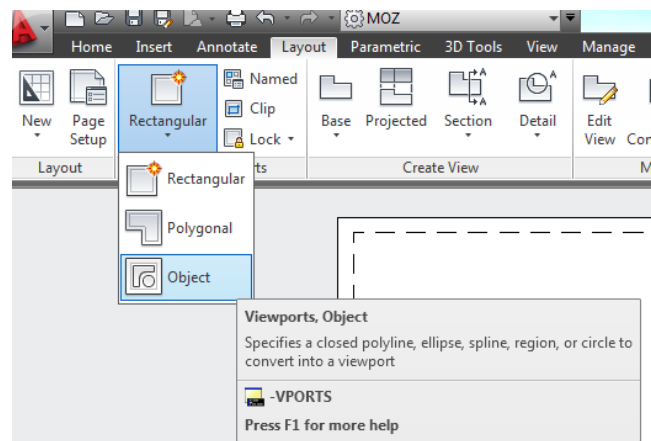 MOZ
Home Insert Annotate Layout Parametric 3D Tools View Manage
New Page Setup Rectangular Named Clip Lock Base Projected Section Detail Edit View
Layout Create View
Rectangular
Polygonal
Object
Viewports, Object
Specifies a closed polyline, ellipse, spline, region, or circle to
convert into a viewport
-VPORTS
Press F1 for more help